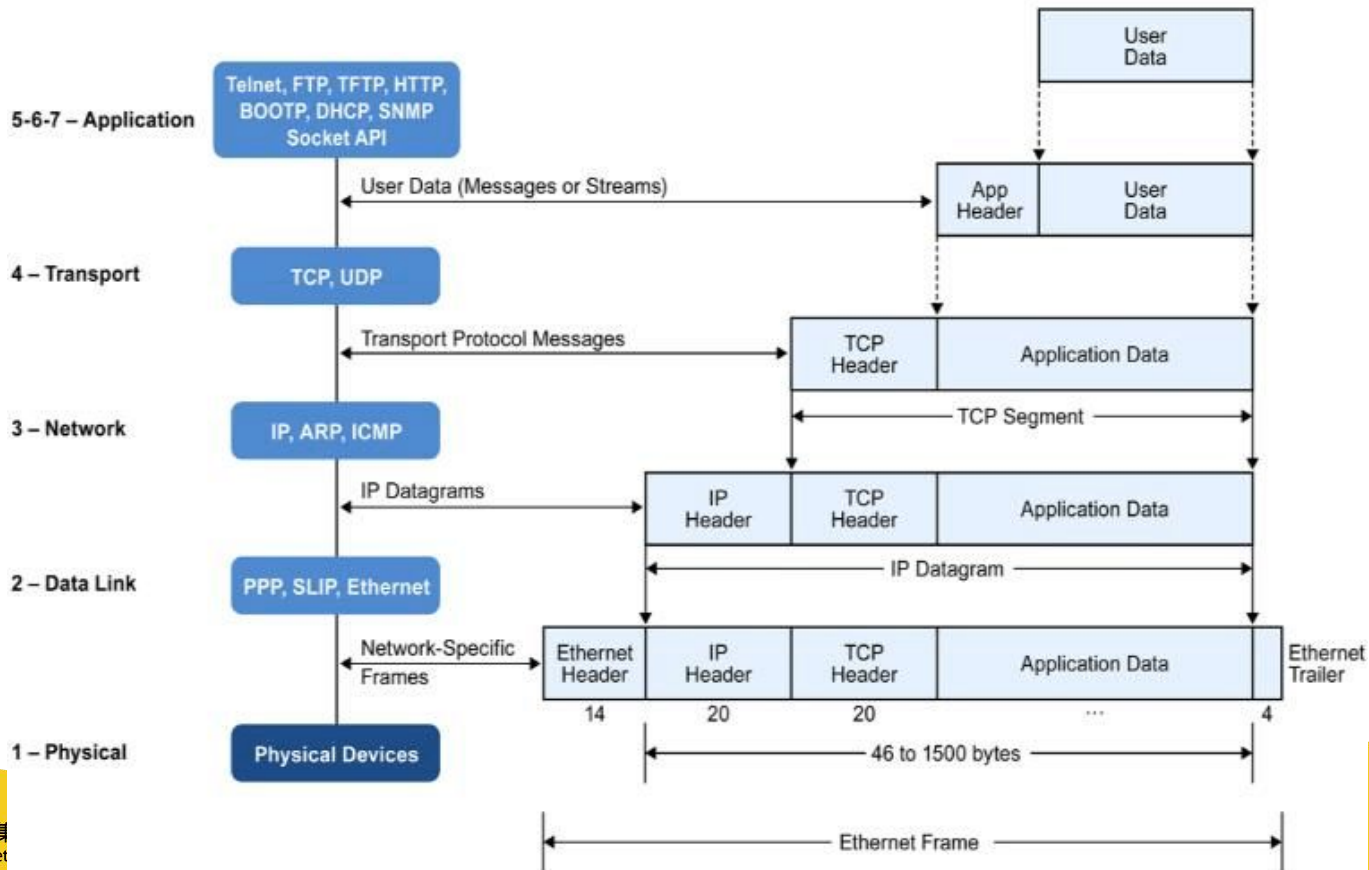 User
Data
Telnet, FTP, TFTP, HTTP,
BOOTP, DHCP, SNMP
Socket API
5-6-7 – Application
User Data (Messages or Streams)
App
Header
User
Data
4 – Transport
TCP, UDP
Transport Protocol Messages
TCP
Header
Application Data
TCP Segment
3 – Network
IP, ARP, ICMP
IP Datagrams
IP
Header
TCP
Header
Application Data
IP Datagram
2 – Data Link
PPP, SLIP, Ethernet
Network-Specific
Frames
Ethernet
Header
IP
Header
TCP
Header
Application Data
Ethernet
Trailer
14
20
20
...
4
1 – Physical
Physical Devices
46 to 1500 bytes
Ethernet Frame